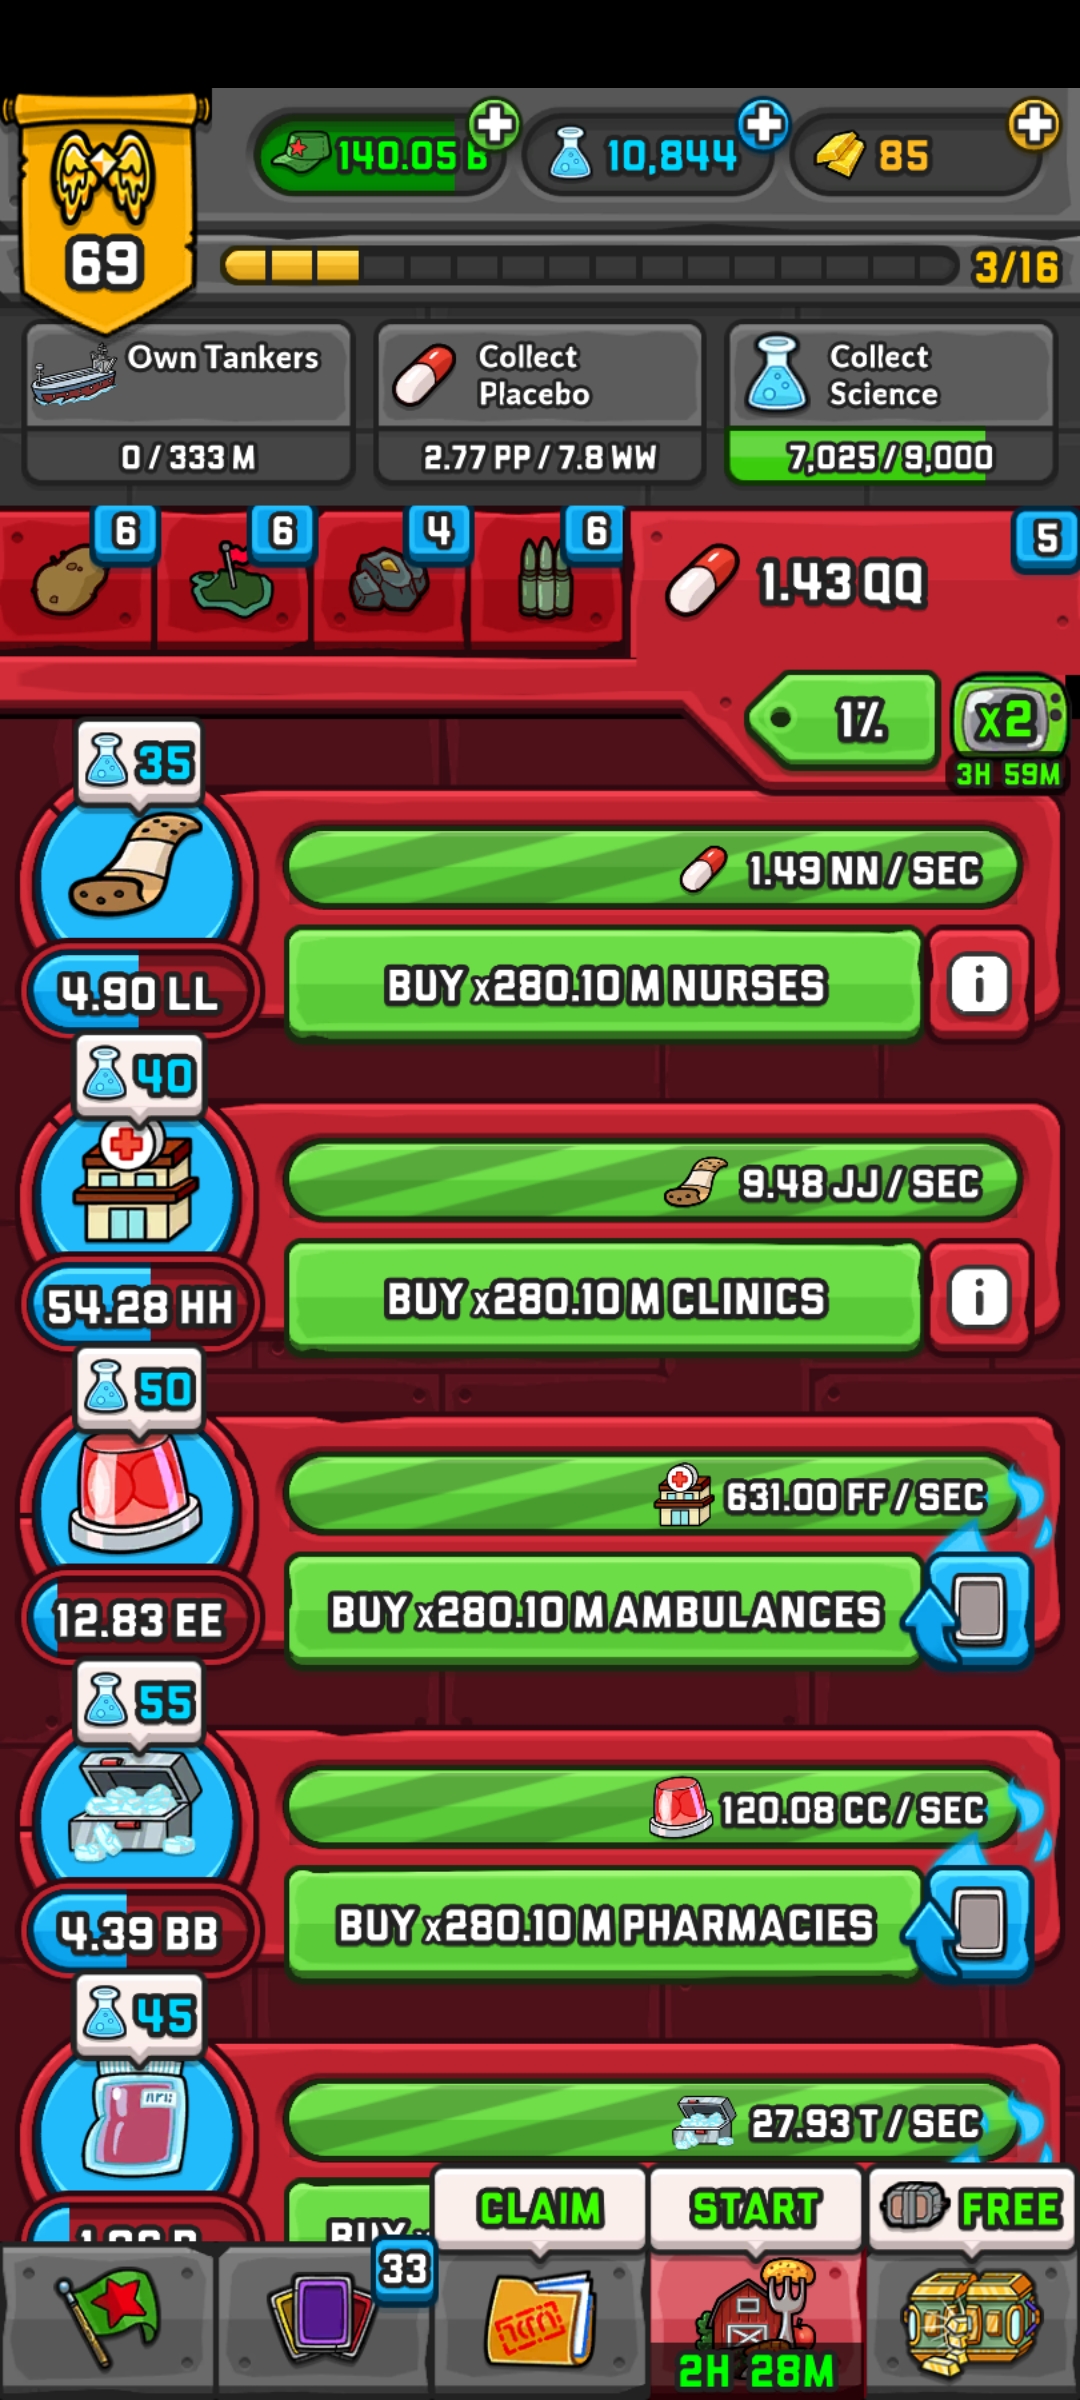 140.05 B
10,844
85
69
3/16
Own Tankers
Collect
Placebo
Collect
Science
0 / 333 M
2.77 PP / 7.8 WW
7,025 / 9,000
6
6
4
6
5
1.43 QQ
1%
x2
3H 59M
35
1.49 NN / SEC
4.90 LL
BUY x280.10 M NURSES
i
40
9.48 JJ / SEC
54.28 HH
BUY x280.10 M CLINICS
i
50
631.00 FF / SEC
12.83 EE
BUY x280.10 M AMBULANCES
55
120.08 CC / SEC
4.39 BB
BUY x280.10 M PHARMACIES
45
27.93 T / SEC
BUY
CLAIM
START
FREE
33
2H 28M